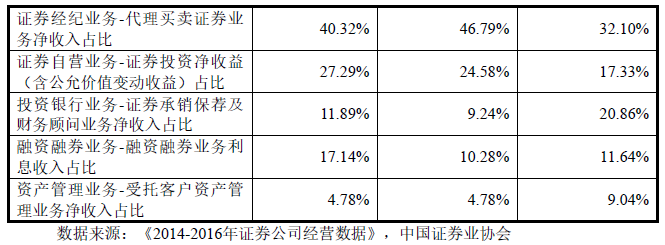 证券经纪业务-代理买卖证券业 40.32% 46.79% 32.10%
务净收入占比
证券自营业务-证券投资净收益 27.29% 24.58% 17.33%
（含公允价值变动收益）占比
投资银行业务-证券承销保荐及 11.89% 9.24% 20.86%
财务顾问业务净收入占比
融资融券业务-融资融券业务利 17.14% 10.28% 11.64%
息收入占比
资产管理业务-受托客户资产管 4.78% 4.78% 9.04%
理业务净收入占比
数据来源：《2014-2016年证券公司经营数据》，中国证券业协会